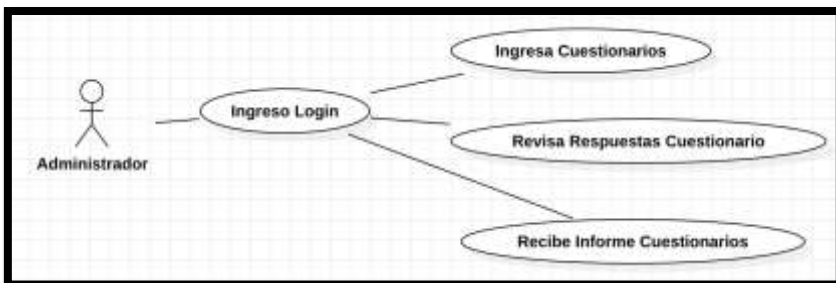 Ingresa Cuestionarios
Ingreso Login
Revisa Respuestas Cuestionario
Administrador
Recibe Informe Cuestionarios